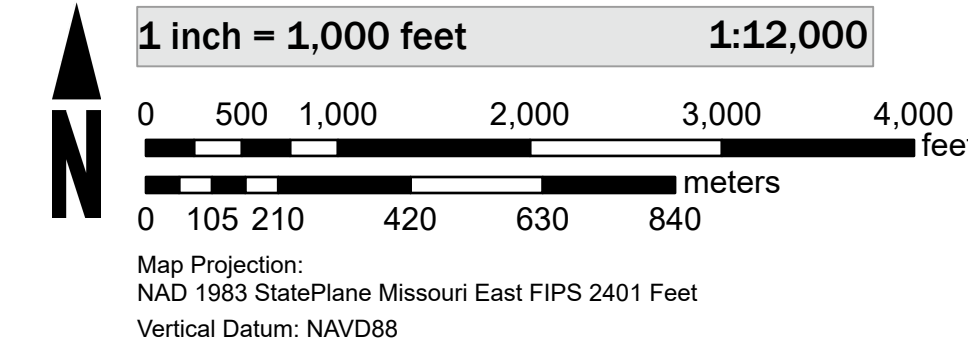 N
1 inch = 1,000 feet 1:12,000
0 500 1,000 2,000 3,000 4,000
feet
meters
0 105 210 420 630 840
Map Projection:
NAD 1983 StatePlane Missouri East FIPS 2401 Feet
Vertical Datum: NAVD88